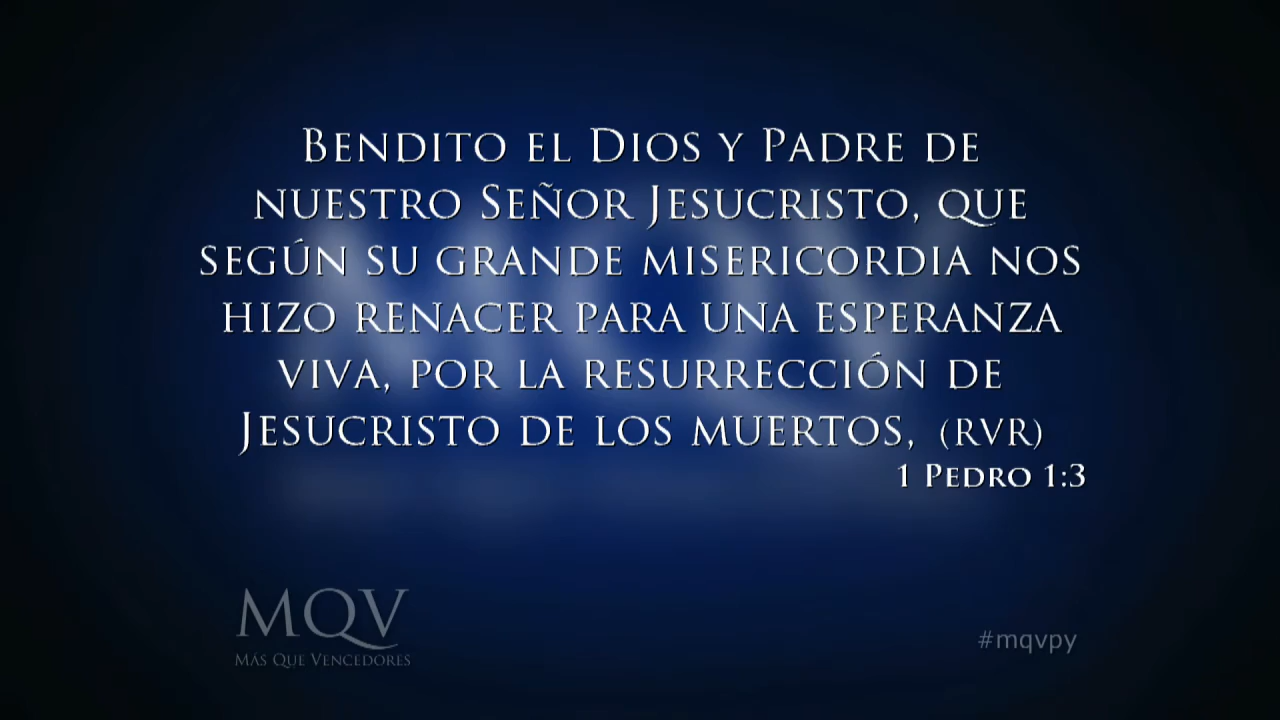 Bendito el Dios y Padre de
nuestro Señor Jesucristo, que
según su grande misericordia nos
hizo renacer para una esperanza
viva, por la resurrección de
Jesucristo de los muertos, (RVR)
1 Pedro 1:3
MQV
Más Que Vencedores
#mqvpy